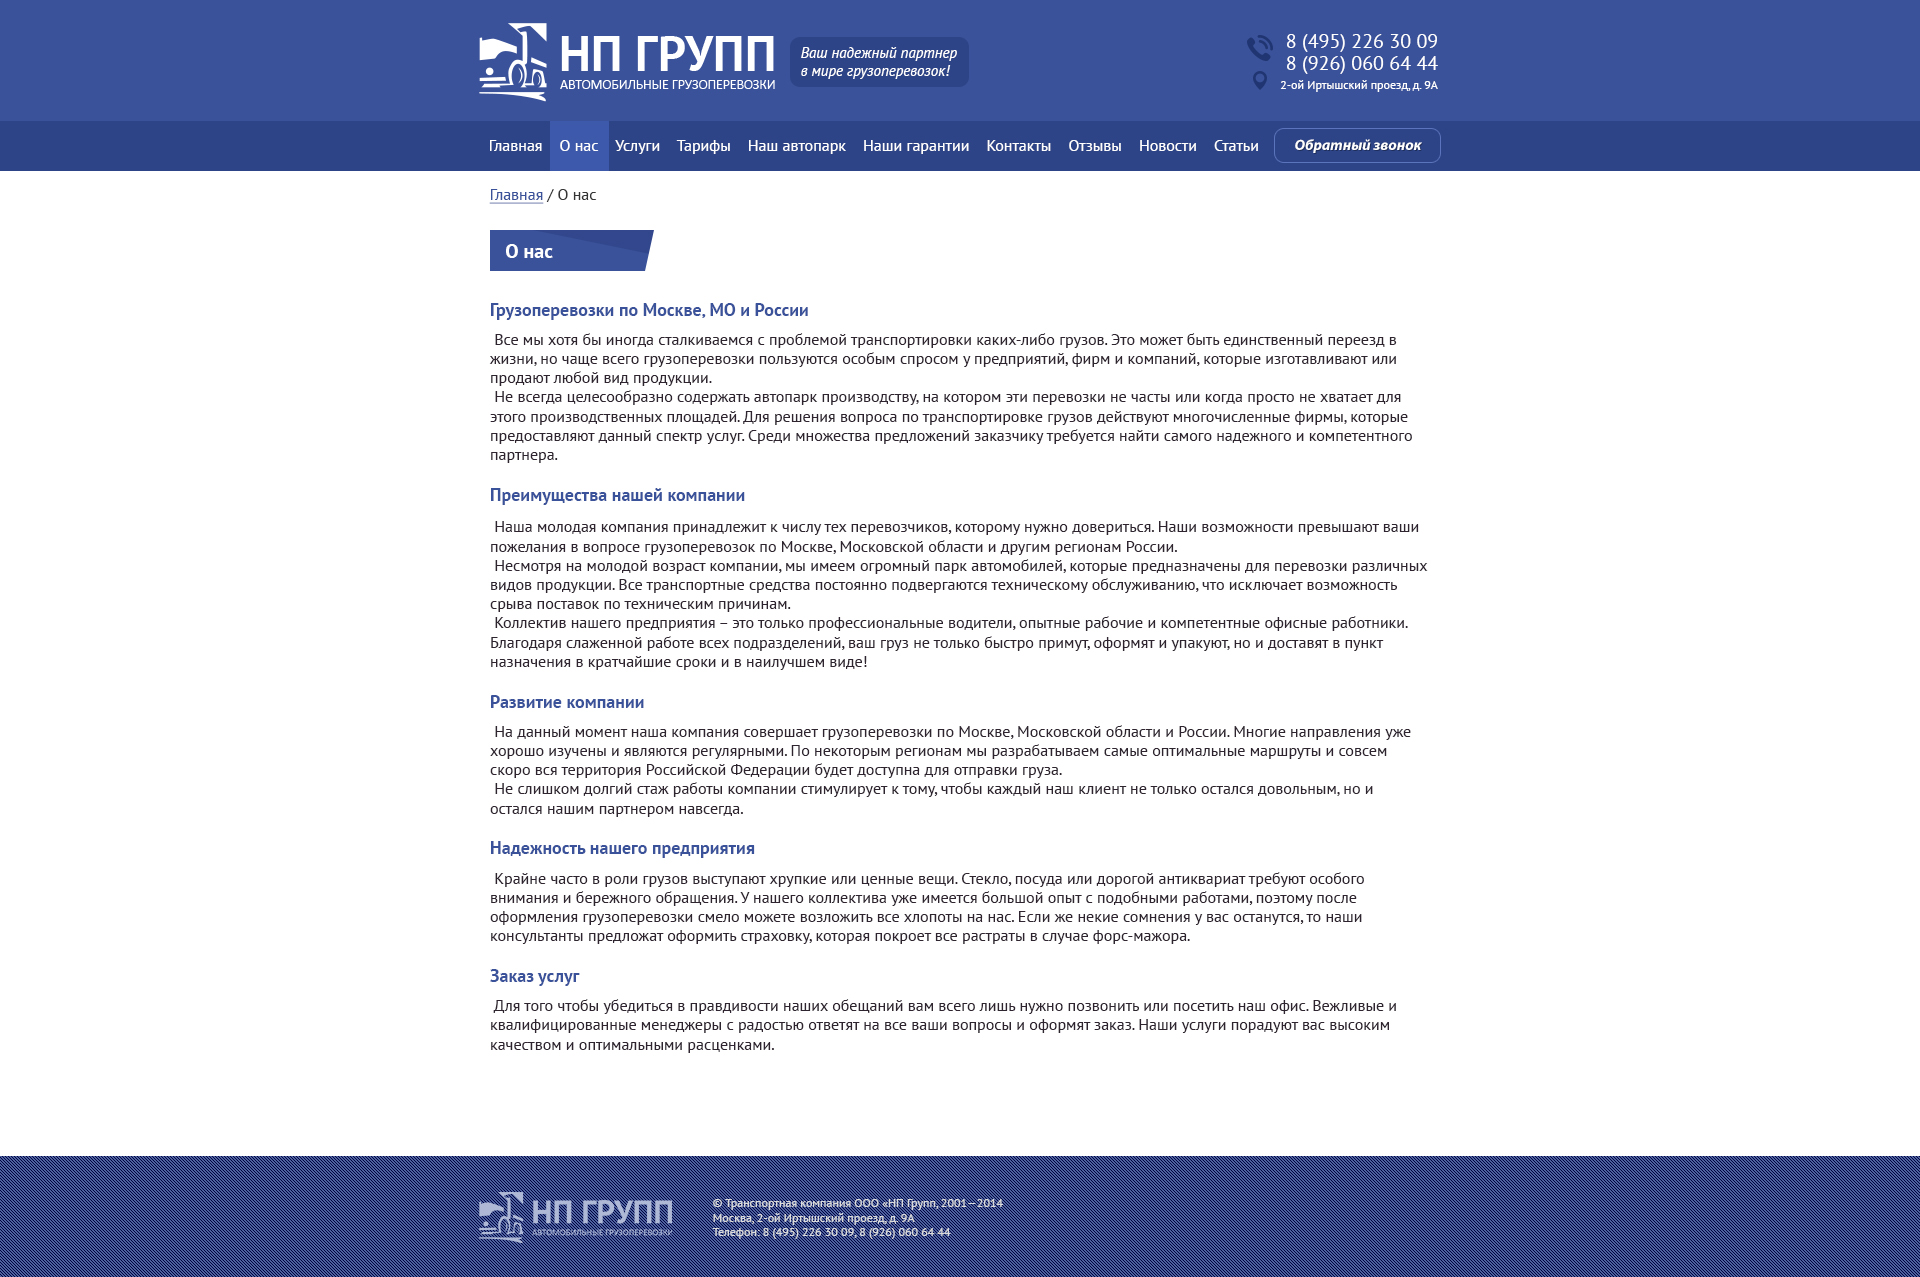 НП ГРУПП
АВТОМОБИЛЬНЫЕ ГРУЗОПЕРЕВОЗКИ
Ваш надежный партнер
в мире грузоперевозок!
8 (495) 226 30 09
8 (926) 060 64 44
2-ой Иртышский проезд, д. 9А
Главная О нас Услуги Тарифы Наш автопарк Наши гарантии Контакты Отзывы Новости Статьи Обратный звонок
Главная / О нас
О нас
Грузоперевозки по Москве, МО и России
Все мы хотя бы иногда сталкиваемся с проблемой транспортировки каких-либо грузов. Это может быть единственный переезд в
жизни, но чаще всего грузоперевозки пользуются особым спросом у предприятий, фирм и компаний, которые изготавливают или
продают любой вид продукции.
Не всегда целесообразно содержать автопарк производству, на котором эти перевозки не часты или когда просто не хватает для
этого производственных площадей. Для решения вопроса по транспортировке грузов действуют многочисленные фирмы, которые
предоставляют данный спектр услуг. Среди множества предложений заказчику требуется найти самого надежного и компетентного
партнера.
Преимущества нашей компании
Наша молодая компания принадлежит к числу тех перевозчиков, которому нужно довериться. Наши возможности превышают ваши
пожелания в вопросе грузоперевозок по Москве, Московской области и другим регионам России.
Несмотря на молодой возраст компании, мы имеем огромный парк автомобилей, которые предназначены для перевозки различных
видов продукции. Все транспортные средства постоянно подвергаются техническому обслуживанию, что исключает возможность
срыва поставок по техническим причинам.
Коллектив нашего предприятия – это только профессиональные водители, опытные рабочие и компетентные офисные работники.
Благодаря слаженной работе всех подразделений, ваш груз не только быстро примут, оформят и упакуют, но и доставят в пункт
назначения в кратчайшие сроки и в наилучшем виде!
Развитие компании
На данный момент наша компания совершает грузоперевозки по Москве, Московской области и России. Многие направления уже
хорошо изучены и являются регулярными. По некоторым регионам мы разрабатываем самые оптимальные маршруты и совсем
скоро вся территория Российской Федерации будет доступна для отправки груза.
Не слишком долгий стаж работы компании стимулирует к тому, чтобы каждый наш клиент не только остался довольным, но и
остался нашим партнером навсегда.
Надежность нашего предприятия
Крайне часто в роли грузов выступают хрупкие или ценные вещи. Стекло, посуда или дорогой антиквариат требуют особого
внимания и бережного обращения. У нашего коллектива уже имеется большой опыт с подобными работами, поэтому после
оформления грузоперевозки смело можете возложить все хлопоты на нас. Если же некие сомнения у вас останутся, то наши
консультанты предложат оформить страховку, которая покроет все растраты в случае форс-мажора.
Заказ услуг
Для того чтобы убедиться в правдивости наших обещаний вам всего лишь нужно позвонить или посетить наш офис. Вежливые и
квалифицированные менеджеры с радостью ответят на все ваши вопросы и оформят заказ. Наши услуги порадуют вас высоким
качеством и оптимальными расценками.
НП ГРУПП
АВТОМОБИЛЬНЫЕ ГРУЗОПЕРЕВОЗКИ
© Транспортная компания ООО «НП Групп, 2001—2014
Москва, 2-ой Иртышский проезд, д. 9А
Телефон: 8 (495) 226 30 09, 8 (926) 060 64 44